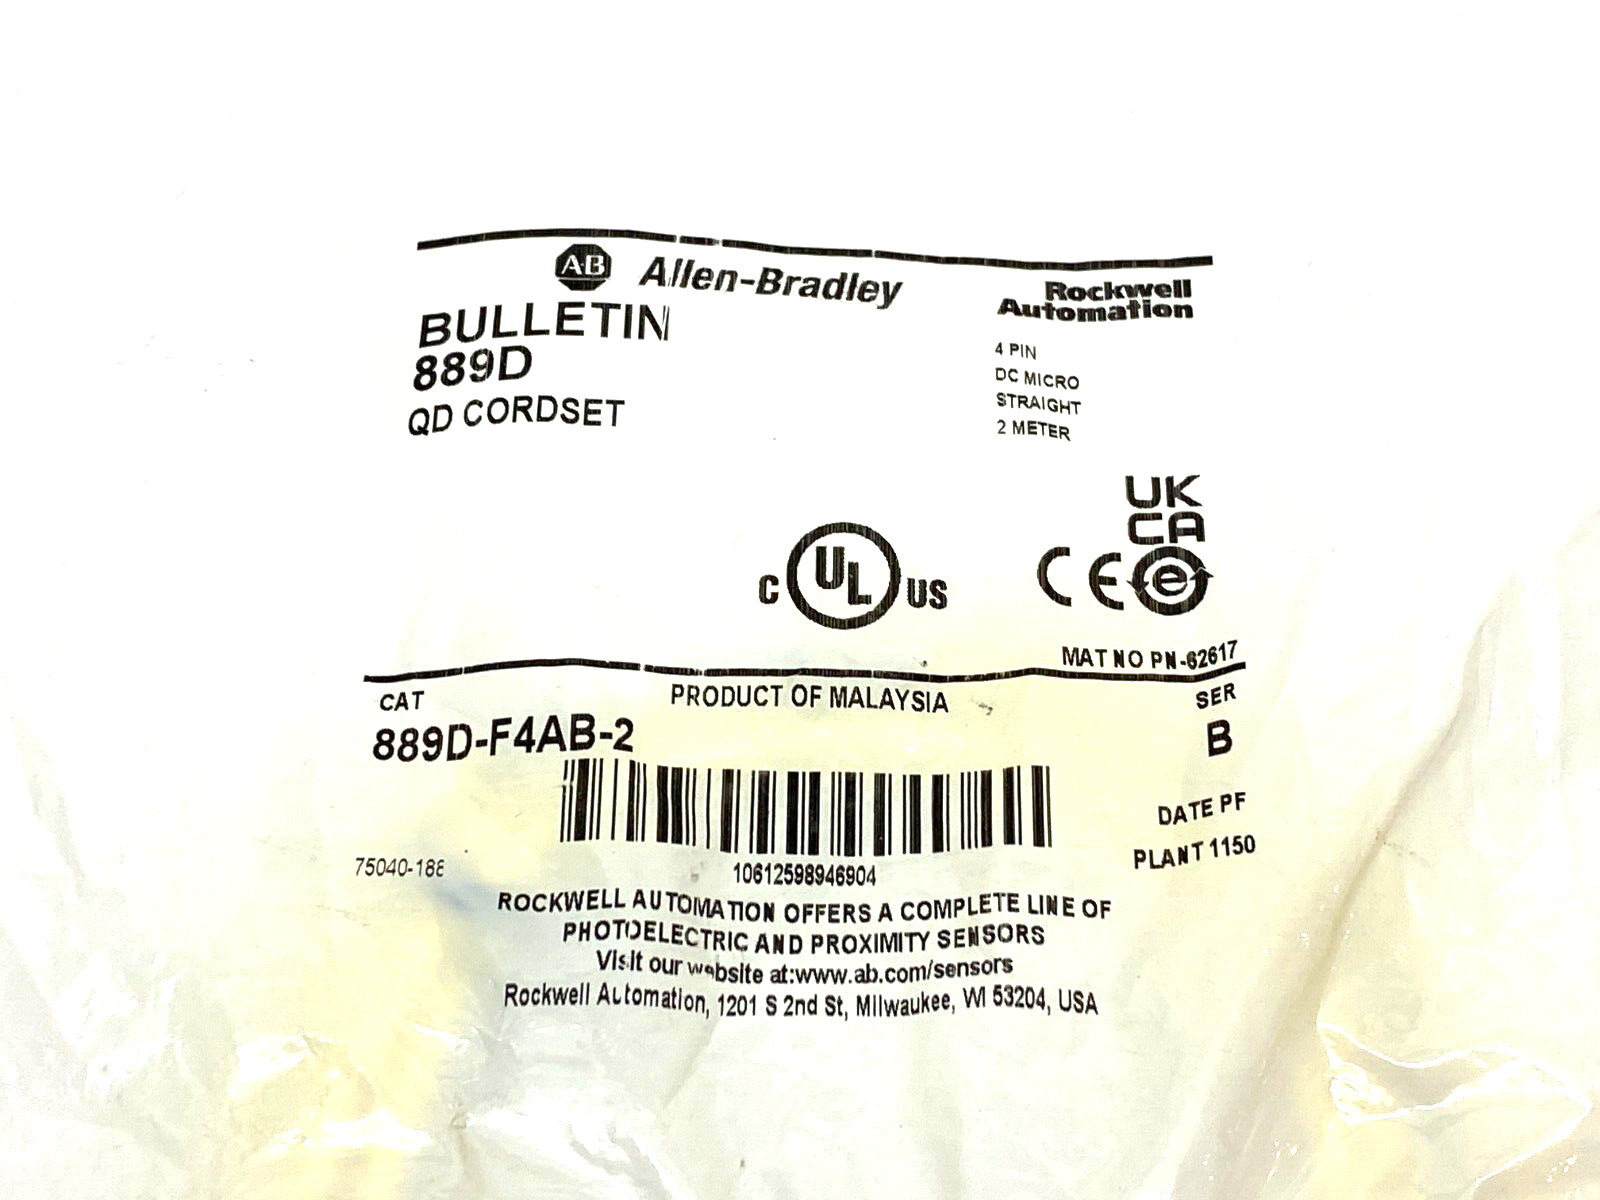 AB Allen-Bradley
Rockwell
Automation
BULLETIN
889D
QD CORDSET
4 PIN
DC MICRO
STRAIGHT
2 METER
UK
CA
C UL US
CE e
MAT NO PN-62617
CAT
PRODUCT OF MALAYSIA
SER
889D-F4AB-2
B
DATE PF
PLANT 1150
75040-188
10612598946904
ROCKWELL AUTOMATION OFFERS A COMPLETE LINE OF
PHOTOELECTRIC AND PROXIMITY SENSORS
Visit our website at:www.ab.com/sensors
Rockwell Automation, 1201 S 2nd St, Milwaukee, WI 53204, USA